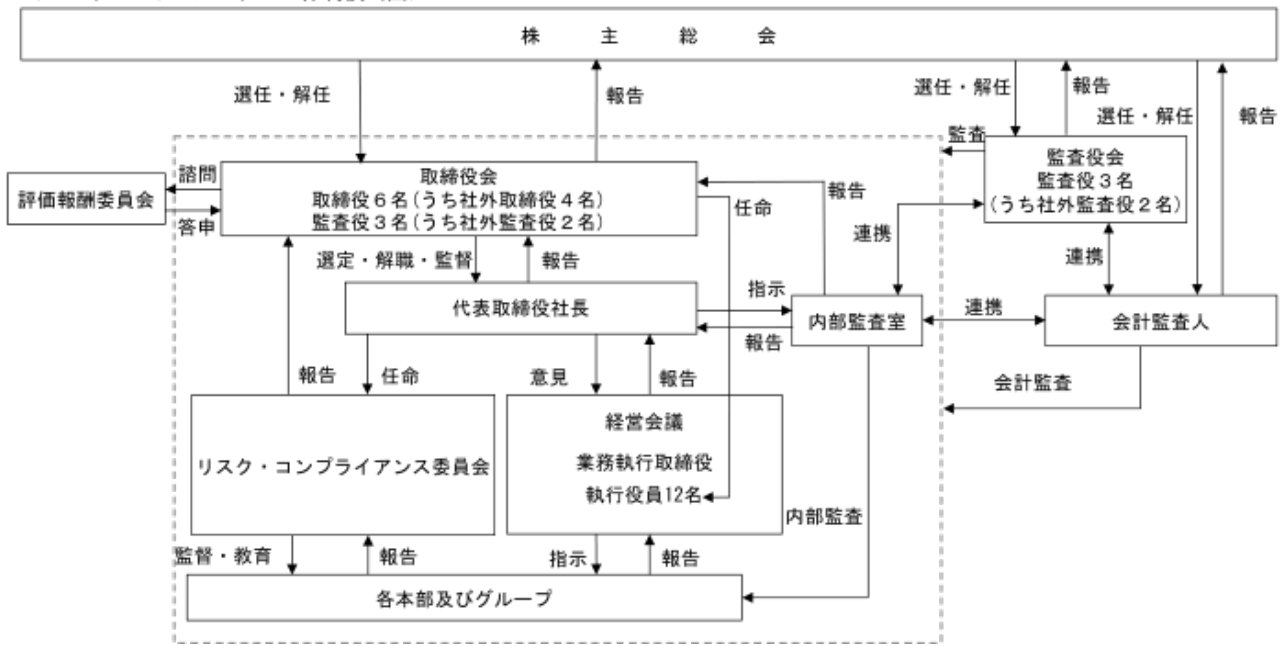 株主総会
選任・解任
報告
選任・解任
報告
選任・解任
報告
監査
監査役会
監査役３名
(うち社外監査役２名)
諮問
評価報酬委員会
答申
取締役会
取締役６名(うち社外取締役４名)
監査役３名(うち社外監査役２名)
任命
報告
連携
連携
選定・解職・監督
報告
代表取締役社長
指示
報告
内部監査室
連携
会計監査人
報告
任命
意見
報告
会計監査
リスク・コンプライアンス委員会
経営会議
業務執行取締役
執行役員12名
内部監査
監督・教育
報告
指示
報告
各本部及びグループ